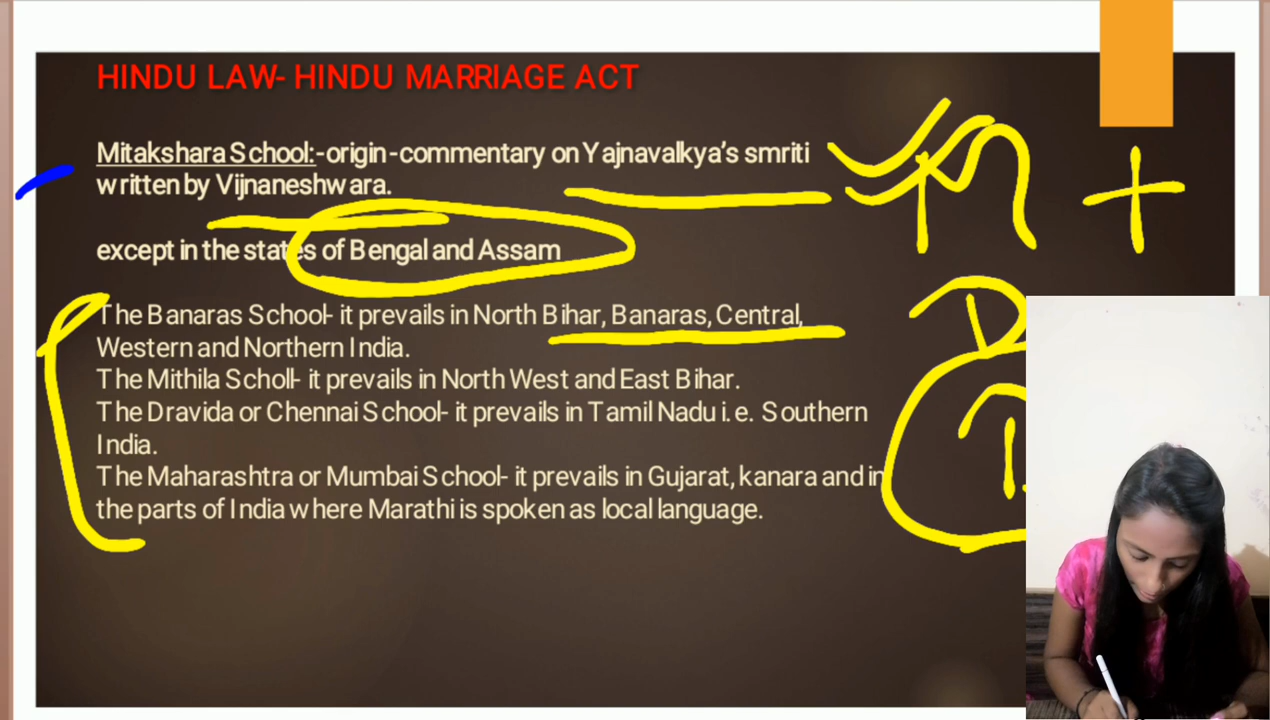 HINDU LAW- HINDU MARRIAGE ACT
Mitakshara School:-origin-commentary on Yajnavalkya's smriti
written by Vijnaneshwara.
except in the states of Bengal and Assam
The Banaras School- it prevails in North Bihar, Banaras, Central,
Western and Northern India.
The Mithila Scholl- it prevails in North West and East Bihar.
The Dravida or Chennai School- it prevails in Tamil Nadu i.e. Southern
India.
The Maharashtra or Mumbai School- it prevails in Gujarat, kanara and in
the parts of India where Marathi is spoken as local language.
M +
D